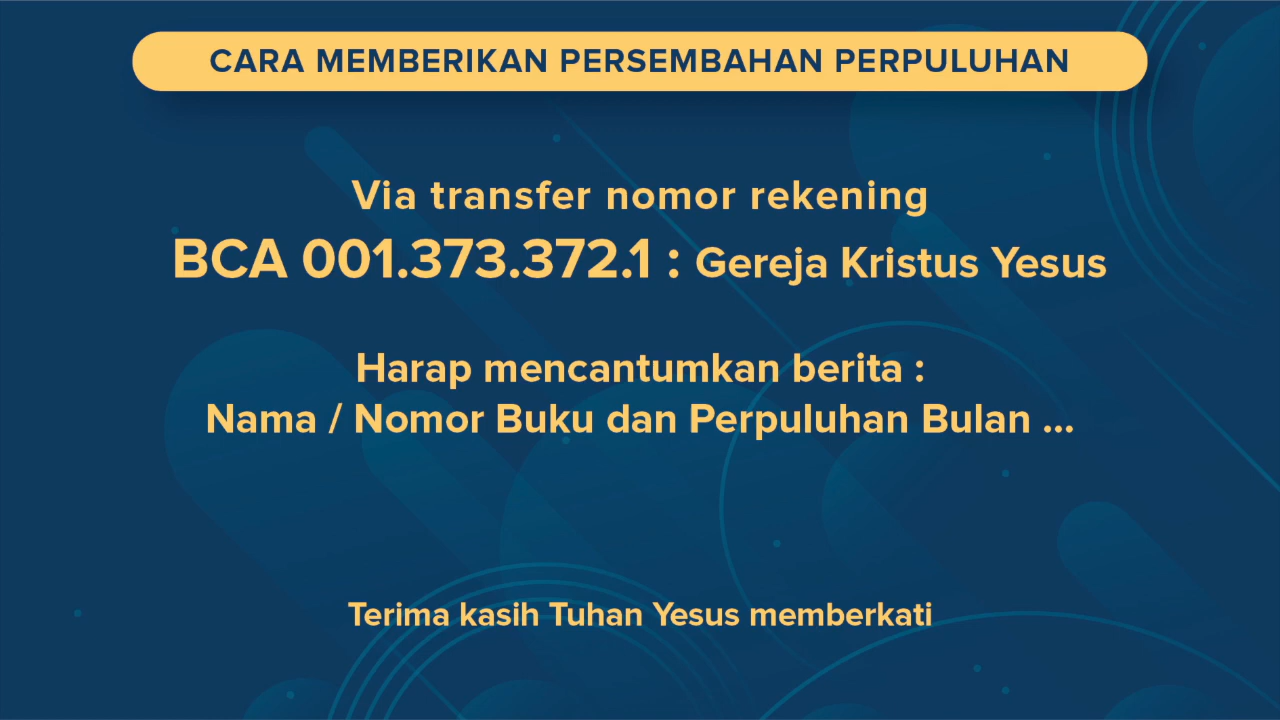 CARA MEMBERIKAN PERSEMBAHAN PERPULUHAN
Via transfer nomor rekening
BCA 001.373.372.1 : Gereja Kristus Yesus
Harap mencantumkan berita :
Nama / Nomor Buku dan Perpuluhan Bulan ...
Terima kasih Tuhan Yesus memberkati